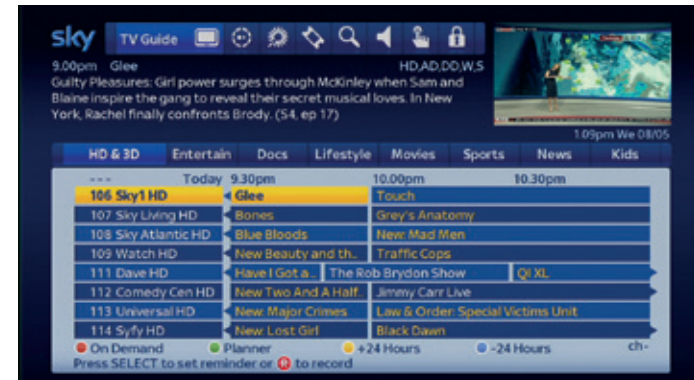 sky TV Guide
9.00pm Glee HD,AD,DD,W,S
Guilty Pleasures: Girl power surges through McKinley when Sam and
Blaine inspire the gang to reveal their secret musical loves. In New
York, Rachel finally confronts Brody. (S4, ep 17)
1.09pm We 08/05
HD & 3D Entertain Docs Lifestyle Movies Sports News Kids
--- Today 9.30pm 10.00pm 10.30pm
106 Sky1 HD Glee Touch
107 Sky Living HD Bones Grey's Anatomy
108 Sky Atlantic HD Blue Bloods New: Mad Men
109 Watch HD New Beauty and th.. Traffic Cops
111 Dave HD Have I Got a.. The Rob Brydon Show QI XL
112 Comedy Cen HD New Two And A Half.. Jimmy Carr Live
113 Universal HD New: Major Crimes Law & Order: Special Victims Unit
114 Syfy HD New: Lost Girl Black Dawn
On Demand Planner +24 Hours -24 Hours ch-
Press SELECT to set reminder or R to record